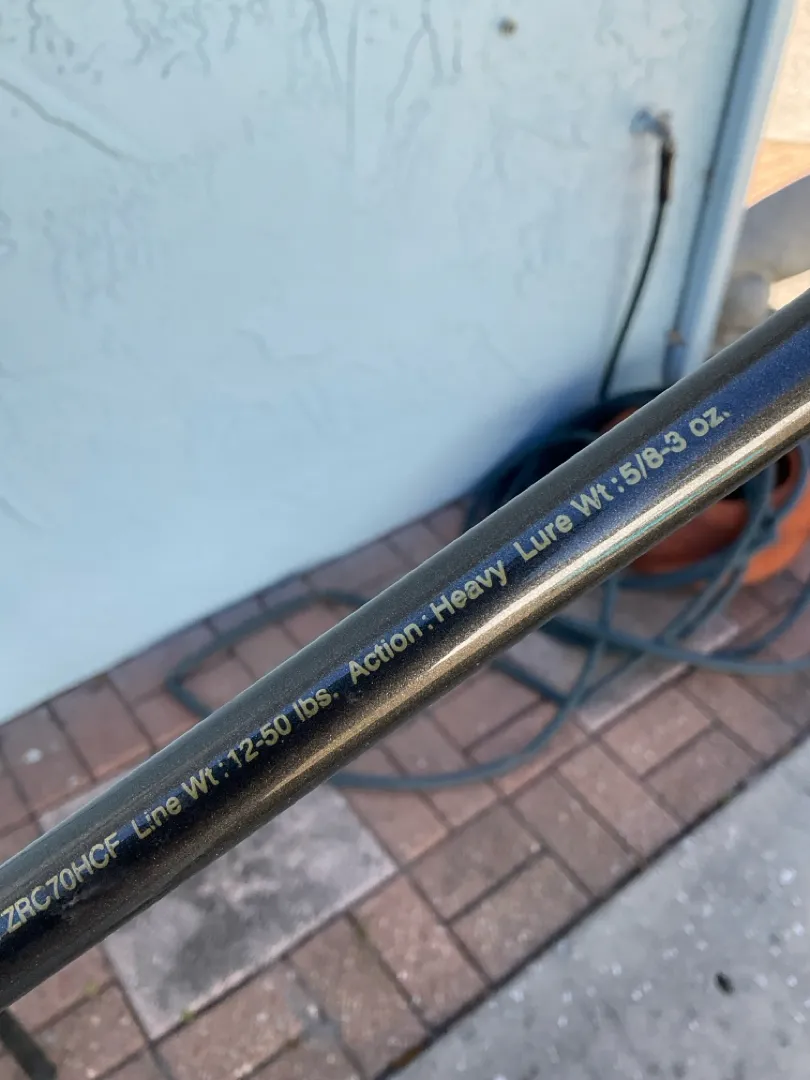 ZRC70HCF Line Wt : 12-50 lbs. Action : Heavy Lure Wt : 5/8-3 oz.